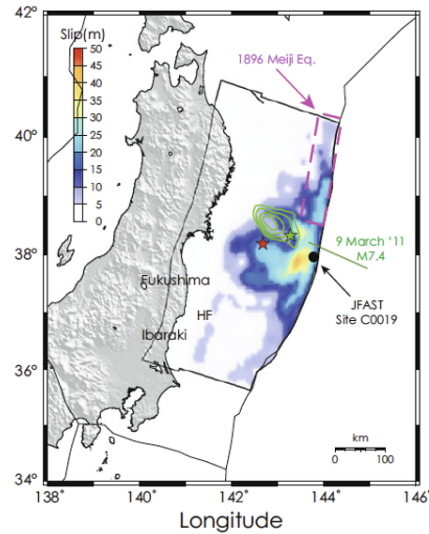 42°
Slip(m)
50
45
40
35
30
25
20
15
10
5
0
1896 Meiji Eq.
40°
9 March '11
M7.4
38°
Fukushima
JFAST
Site C0019
HF
Ibaraki
36°
km
0 100
34°
138° 140° 142° 144° 146°
Longitude